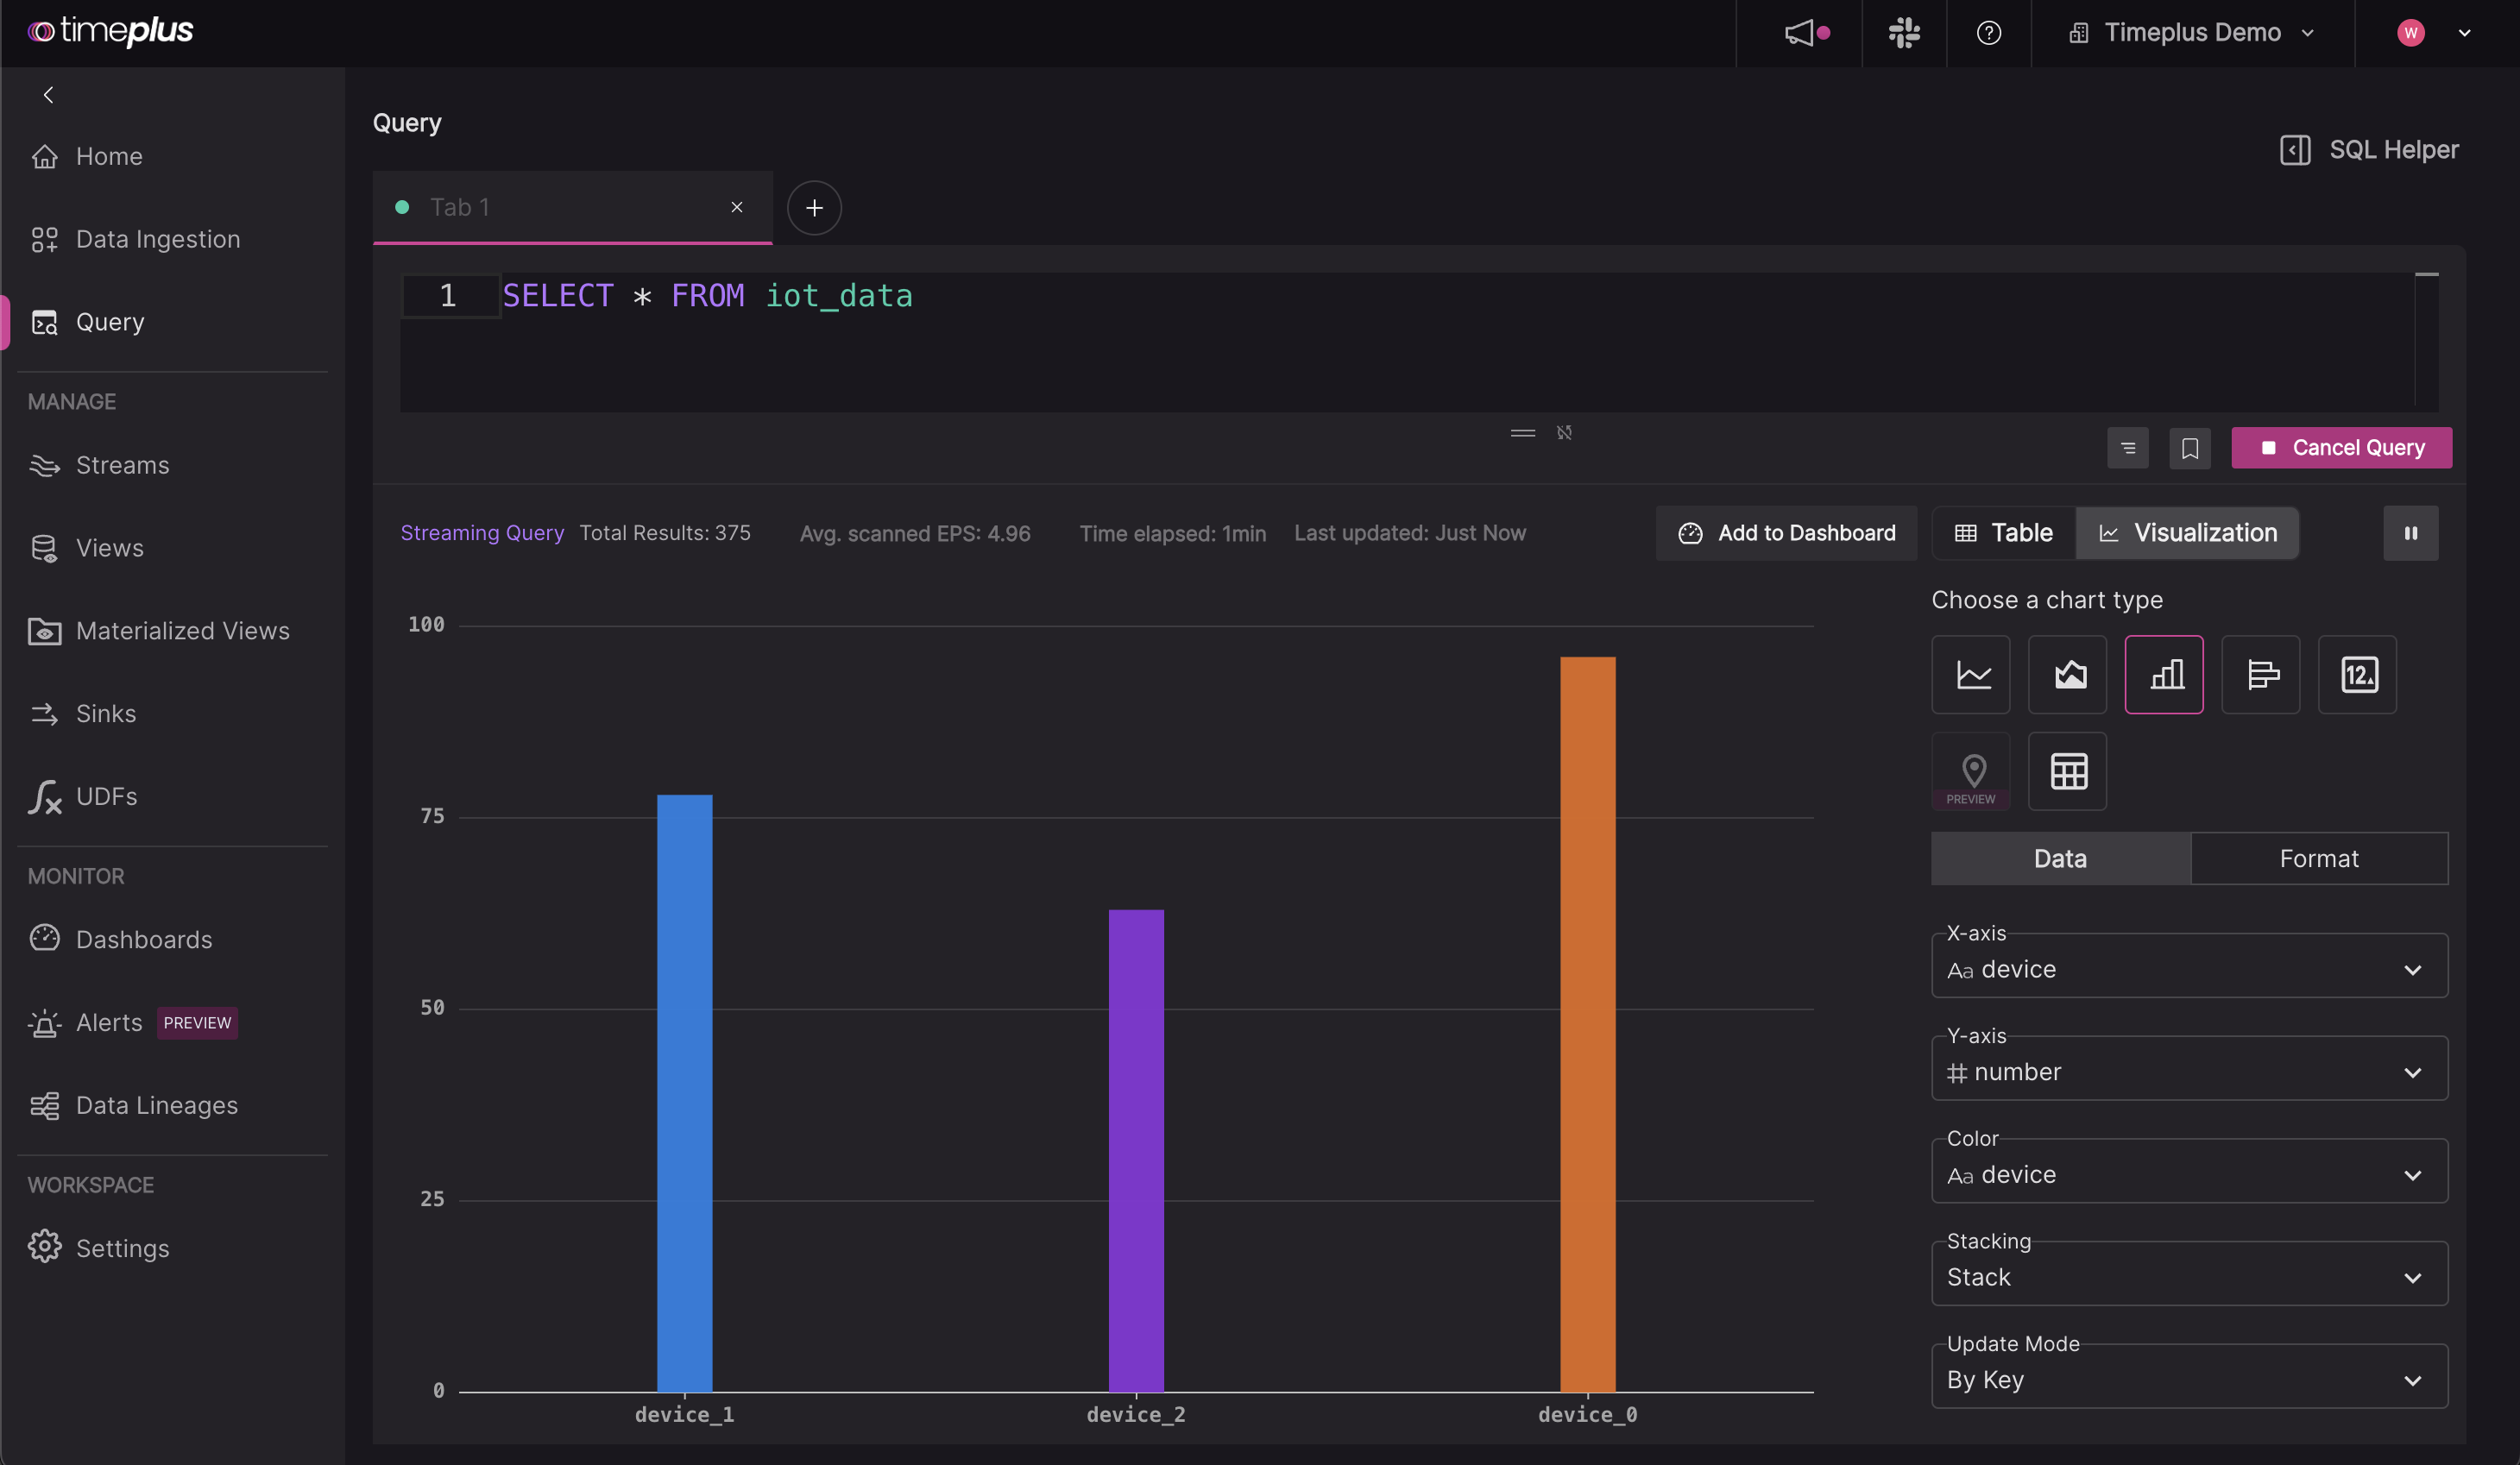 timeplus
Timeplus Demo
W
Home
Data Ingestion
Query
MANAGE
Streams
Views
Materialized Views
Sinks
UDFs
MONITOR
Dashboards
Alerts PREVIEW
Data Lineages
WORKSPACE
Settings
Query
SQL Helper
Tab 1
1 SELECT * FROM iot_data
Cancel Query
Streaming Query Total Results: 375 Avg. scanned EPS: 4.96 Time elapsed: 1min Last updated: Just Now
Add to Dashboard
Table
Visualization
100
75
50
25
0
device_1
device_2
device_0
Choose a chart type
12
PREVIEW
Data
Format
X-axis
Aa device
Y-axis
# number
Color
Aa device
Stacking
Stack
Update Mode
By Key